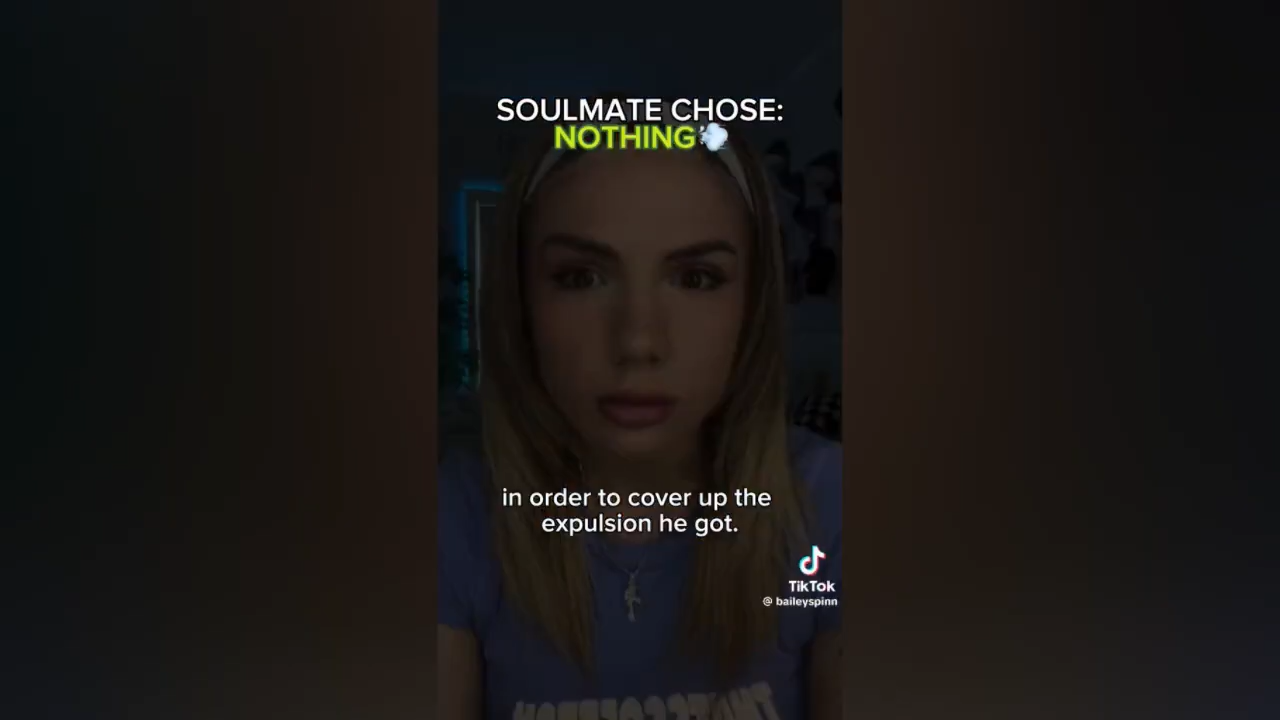 SOULMATE CHOSE:
NOTHING💨
in order to cover up the
expulsion he got.
TikTok
@ baileyspinn